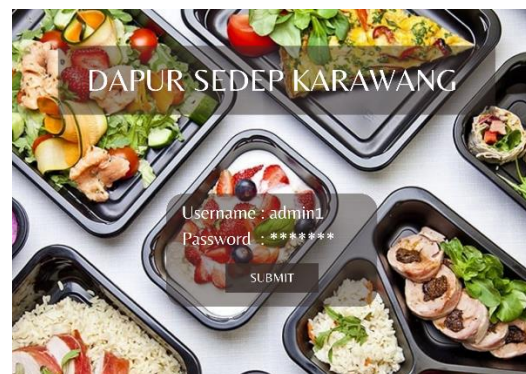 DAPUR SEDEP KARAWANG
Username : admin1
Password : *******
SUBMIT